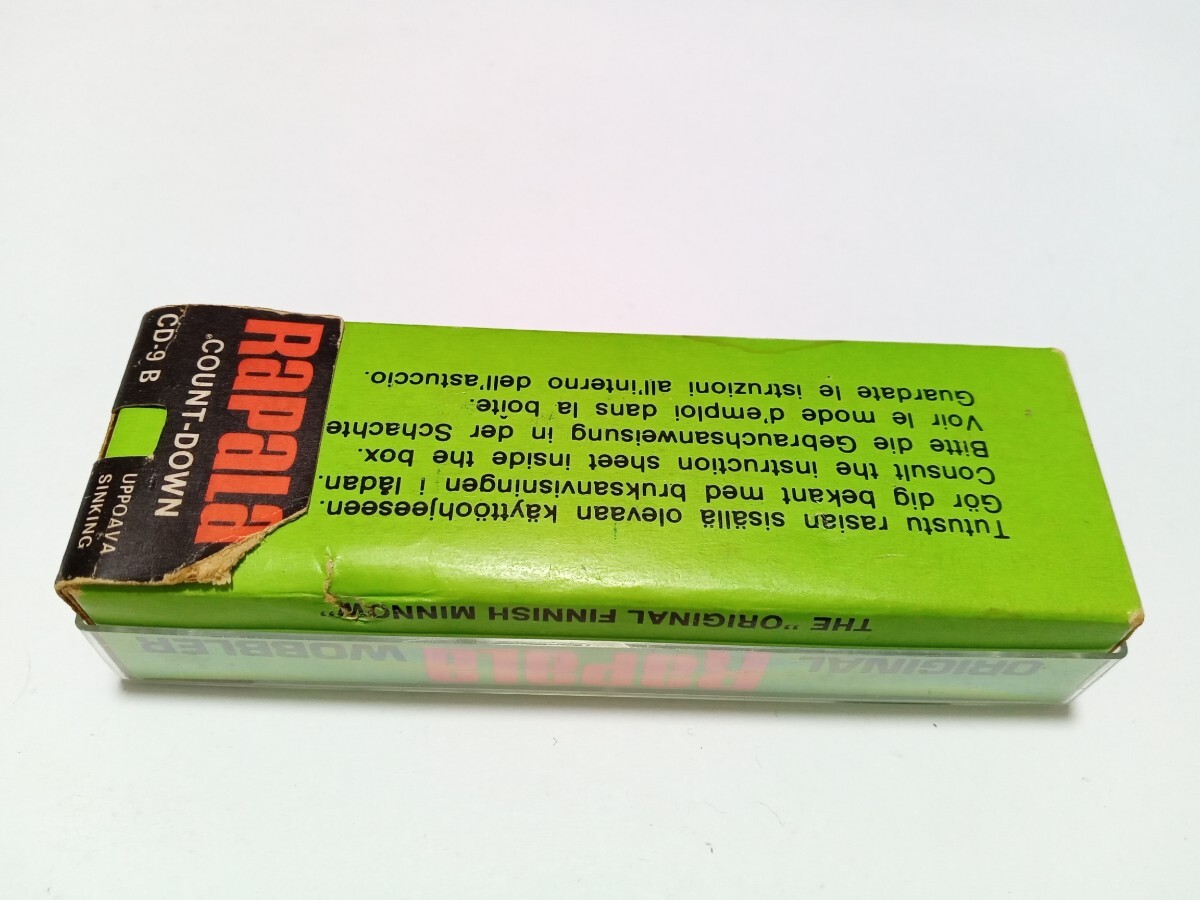 RAPALA
COUNT-DOWN
CD-9 B
UPPOAVA
SINKING
Tutustu rasian sisällä olevaan käyttöohjeeseen.
Gör dig bekant med bruksanvisningen i lådan.
Consult the instruction sheet inside the box.
Bitte die Gebrauchsanweisung in der Schachte
Voir le mode d'emploi dans la boîte.
Guardate le istruzioni all'interno dell'astuccio.
THE "ORIGINAL FINNISH MINNOW"
ORIGINAL RAPALA WOBBLER